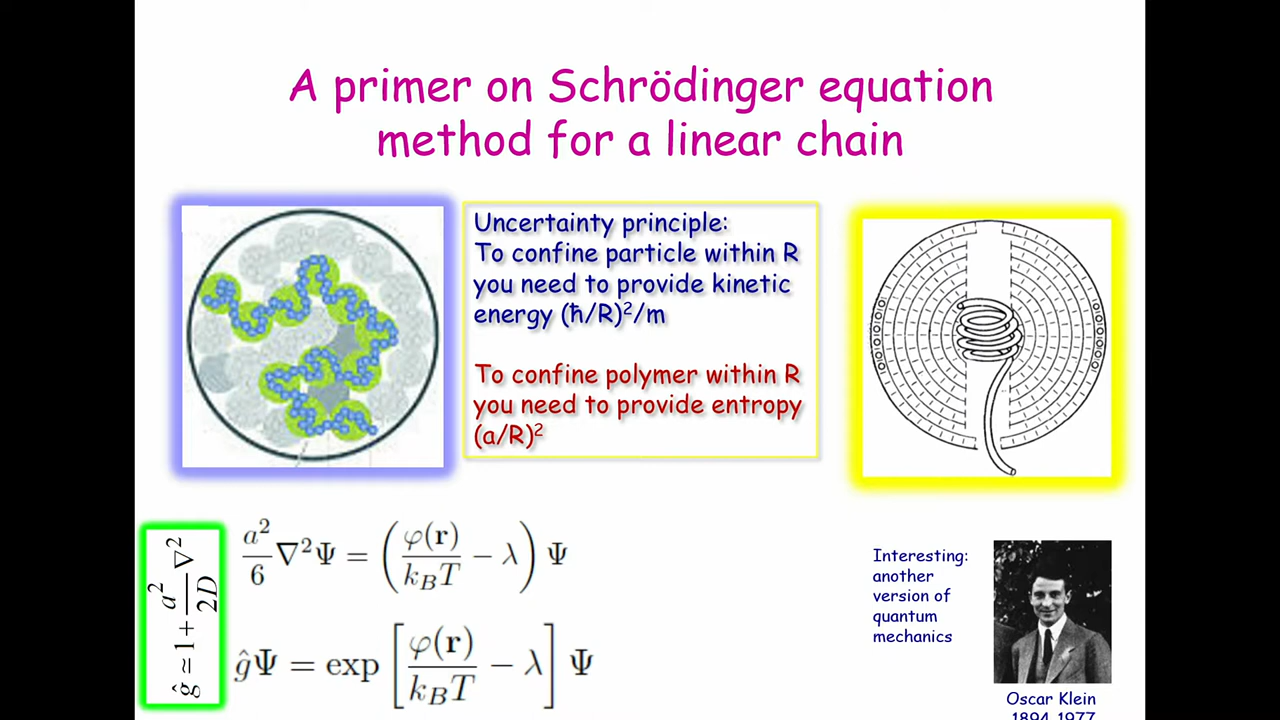 A primer on Schrödinger equation
method for a linear chain
Uncertainty principle:
To confine particle within R
you need to provide kinetic
energy (ħ/R)²/m
To confine polymer within R
you need to provide entropy
(a/R)²
ĝ ≈ 1 + a²/2D ∇²
a²/6 ∇²Ψ = (φ(r)/k_BT − λ) Ψ
ĝΨ = exp [φ(r)/k_BT − λ] Ψ
Interesting:
another
version of
quantum
mechanics
Oscar Klein
1894-1977